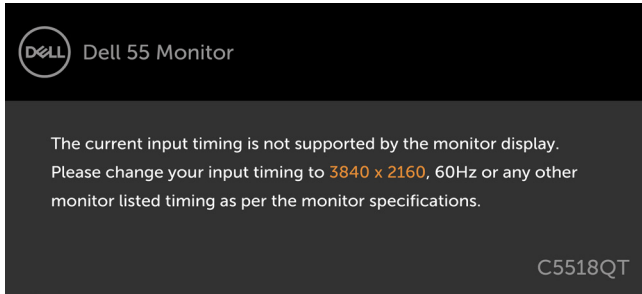 DELL Dell 55 Monitor
The current input timing is not supported by the monitor display.
Please change your input timing to 3840 x 2160, 60Hz or any other
monitor listed timing as per the monitor specifications.
C5518QT